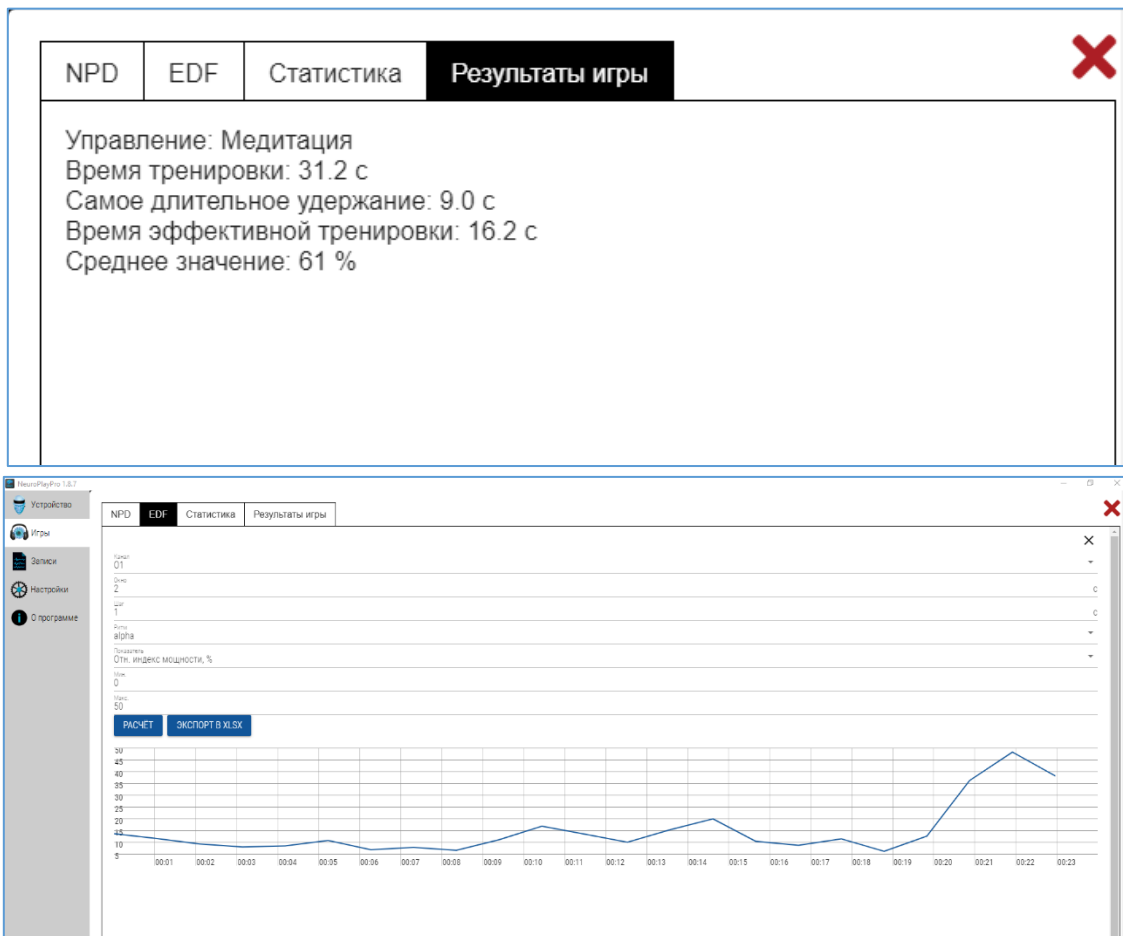 NPD EDF Статистика Результаты игры
Управление: Медитация
Время тренировки: 31.2 с
Самое длительное удержание: 9.0 с
Время эффективной тренировки: 16.2 с
Среднее значение: 61 %
NeuroPlayPro 1.8.7
Устройство
Игры
Записи
Настройки
О программе
NPD EDF Статистика Результаты игры
Канал
O1
Окно
2 с
Шаг
1 с
Ритм
alpha
Показатель
Отн. индекс мощности, %
Мин.
0
Макс.
50
РАСЧЁТ ЭКСПОРТ В XLSX
50
45
40
35
30
25
20
15
10
5
00:01 00:02 00:03 00:04 00:05 00:06 00:07 00:08 00:09 00:10 00:11 00:12 00:13 00:14 00:15 00:16 00:17 00:18 00:19 00:20 00:21 00:22 00:23